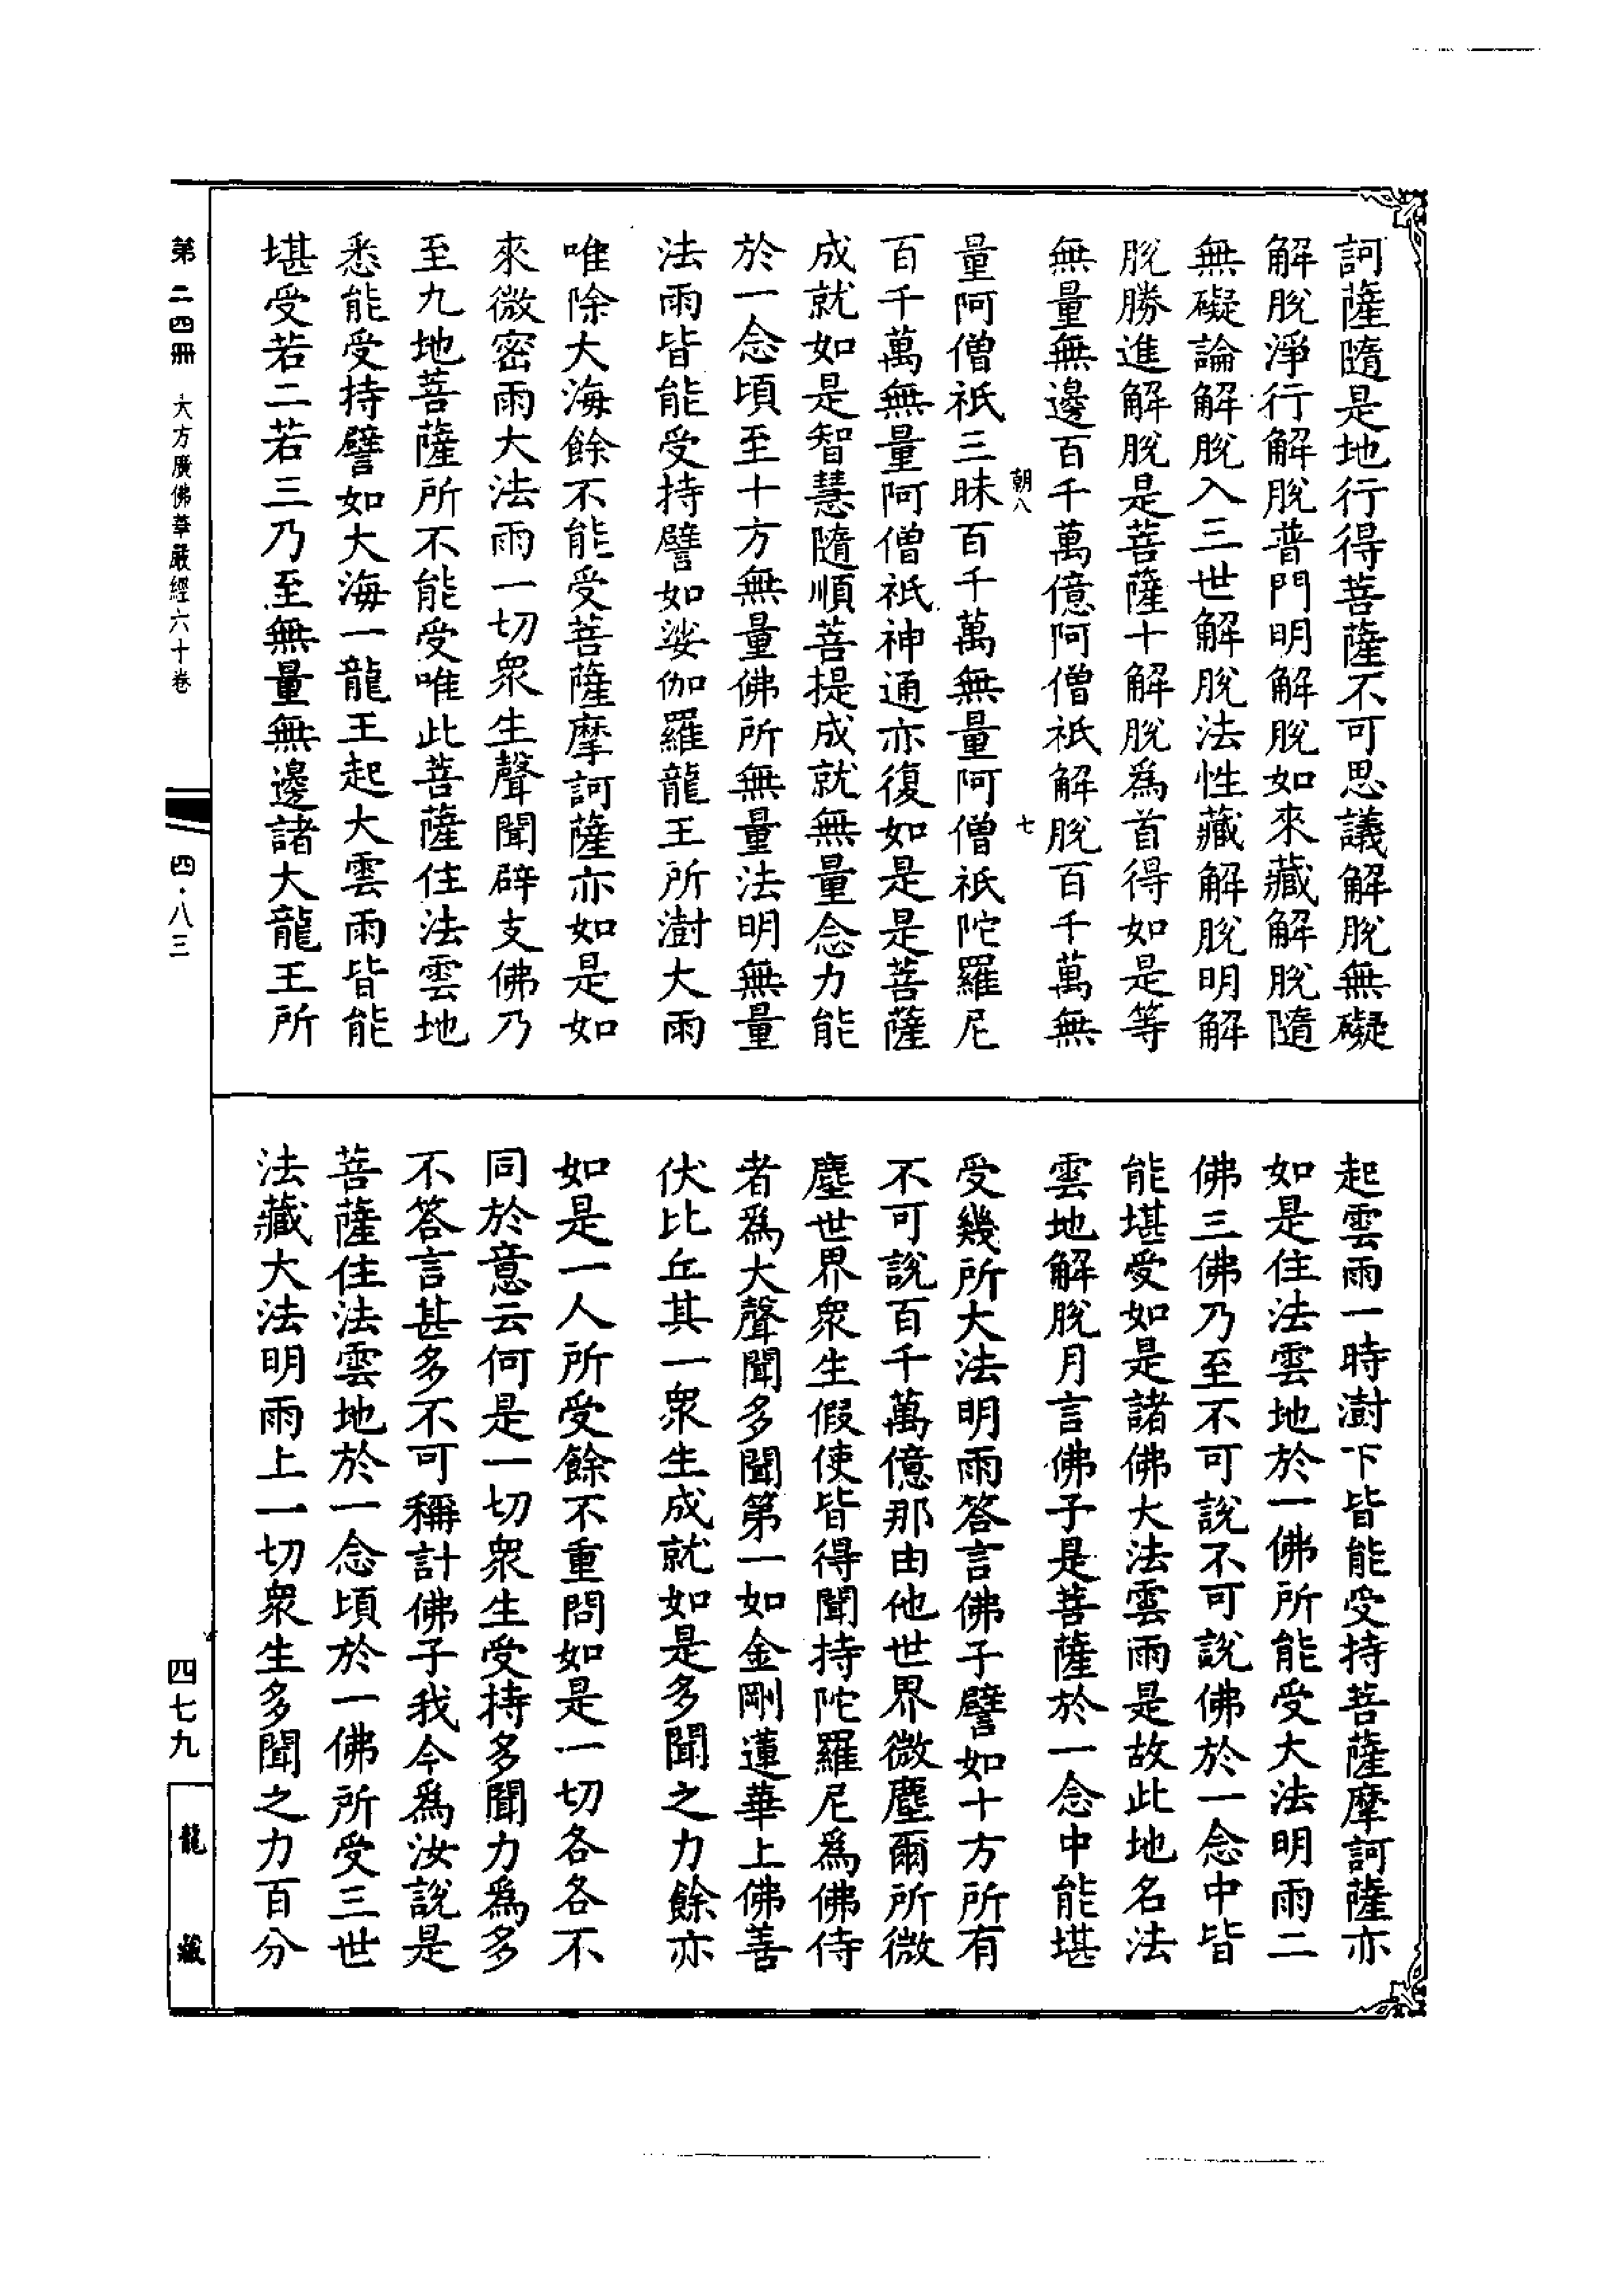 訶薩隨是地行得菩薩不可思議解脫無礙
解脫淨行解脫普門明解脫如來藏解脫隨
無礙論解脫入三世解脫法性藏解脫明解
脫勝進解脫是菩薩十解脫爲首得如是等
無量無邊百千萬億阿僧祇解脫百千萬無
朝八
七
量阿僧祇三昧百千萬無量阿僧祇陀羅尼
百千萬無量阿僧祇神通亦復如是是菩薩
成就如是智慧隨順菩提成就無量念力能
於一念頃至十方無量佛所無量法明無量
法雨皆能受持譬如娑伽羅龍王所澍大雨
唯除大海餘不能受菩薩摩訶薩亦如是如
來微密雨大法雨一切衆生聲聞辟支佛乃
至九地菩薩所不能受唯此菩薩住法雲地
悉能受持譬如大海一龍王起大雲雨皆能
堪受若二若三乃至無量無邊諸大龍王所
起雲雨一時澍下皆能受持菩薩摩訶薩亦
如是住法雲地於一佛所能受大法明雨二
佛三佛乃至不可說不可說佛於一念中皆
能堪受如是諸佛大法雲雨是故此地名法
雲地解脫月言佛子是菩薩於一念中能堪
受幾所大法明雨答言佛子譬如十方所有
不可說百千萬億那由他世界微塵爾所微
塵世界衆生假使皆得聞持陀羅尼爲佛侍
者爲大聲聞多聞第一如金剛蓮華上佛善
伏比丘其一衆生成就如是多聞之力餘亦
如是一人所受餘不重問如是一切各各不
同於意云何是一切衆生受持多聞力爲多
不答言甚多不可稱計佛子我今爲汝說是
菩薩住法雲地於一念頃於一佛所受三世
法藏大法明雨上一切衆生多聞之力百分
第二四冊 大方廣佛華嚴經六十卷
四·八三
四七九
龍藏